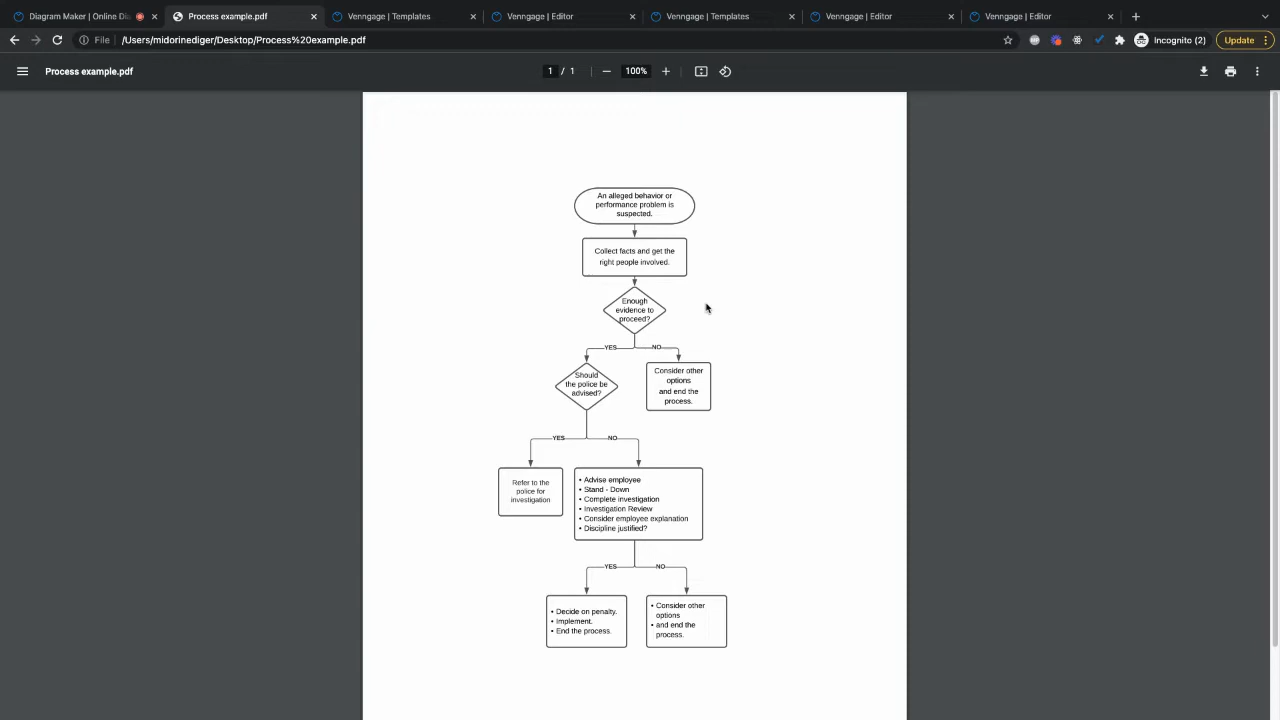 Diagram Maker | Online Dia
Process example.pdf
Venngage | Templates
Venngage | Editor
Venngage | Templates
Venngage | Editor
Venngage | Editor
File
/Users/midorinediger/Desktop/Process%20example.pdf
Incognito (2)
Update
Process example.pdf
1 / 1
100%
An alleged behavior or
performance problem is
suspected.
Collect facts and get the
right people involved.
Enough
evidence to
proceed?
YES
NO
Should
the police be
advised?
Consider other
options
and end the
process.
YES
NO
Refer to the
police for
investigation
• Advise employee
• Stand - Down
• Complete investigation
• Investigation Review
• Consider employee explanation
• Discipline justified?
YES
NO
• Decide on penalty.
• Implement.
• End the process.
• Consider other
options
• and end the
process.